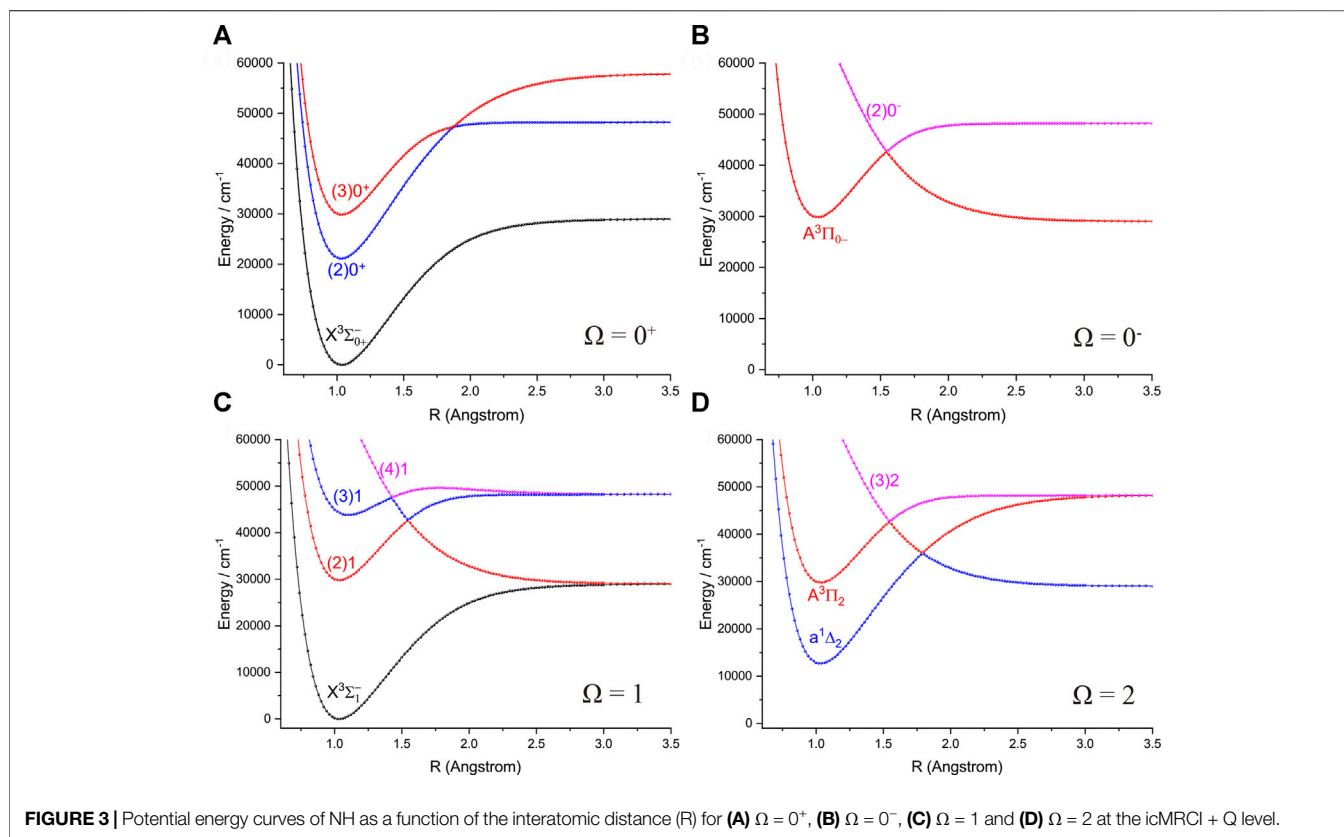 A
60000
50000
40000
30000
20000
10000
0
Energy / cm⁻¹
(3)0⁺
(2)0⁺
X³Σ⁻₀₊
Ω = 0⁺
1.0 1.5 2.0 2.5 3.0 3.5
R (Angstrom)
B
60000
50000
40000
30000
20000
10000
0
Energy / cm⁻¹
(2)0⁻
A³Π₀₋
Ω = 0⁻
1.0 1.5 2.0 2.5 3.0 3.5
R (Angstrom)
C
60000
50000
40000
30000
20000
10000
0
Energy / cm⁻¹
(4)1
(3)1
(2)1
X³Σ⁻₁
Ω = 1
1.0 1.5 2.0 2.5 3.0 3.5
R (Angstrom)
D
60000
50000
40000
30000
20000
10000
0
Energy / cm⁻¹
(3)2
A³Π₂
a¹Δ₂
Ω = 2
1.0 1.5 2.0 2.5 3.0 3.5
R (Angstrom)
FIGURE 3 | Potential energy curves of NH as a function of the interatomic distance (R) for (A) Ω = 0⁺, (B) Ω = 0⁻, (C) Ω = 1 and (D) Ω = 2 at the icMRCI + Q level.